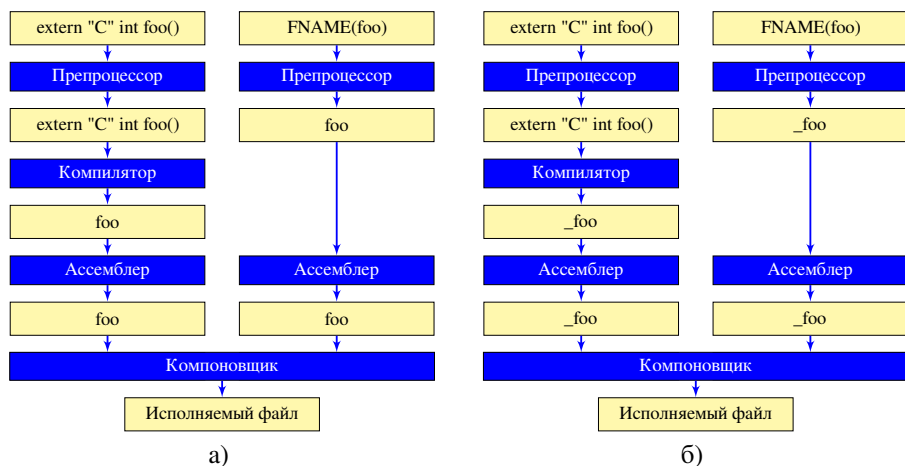 extern "C" int foo() FNAME(foo) extern "C" int foo() FNAME(foo)
Препроцессор Препроцессор Препроцессор Препроцессор
extern "C" int foo() foo extern "C" int foo() _foo
Компилятор Компилятор
foo _foo
Ассемблер Ассемблер Ассемблер Ассемблер
foo foo _foo _foo
Компоновщик Компоновщик
Исполняемый файл Исполняемый файл
а) б)